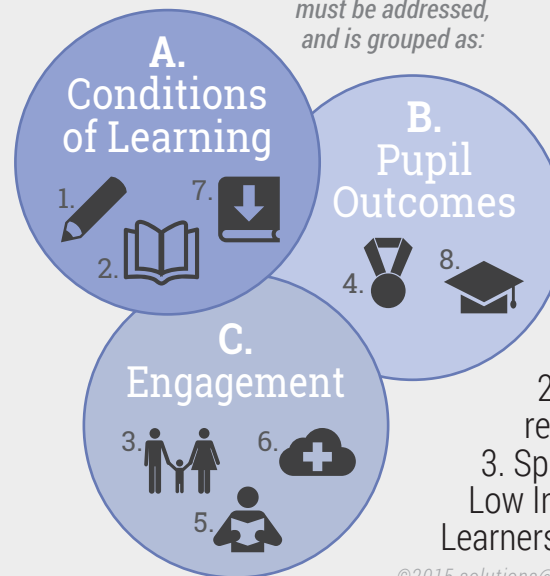 must be addressed,
and is grouped as:
A.
Conditions
of Learning
1.
7.
2.
B.
Pupil
Outcomes
4.
8.
C.
Engagement
3.
6.
5.
2
re
3. Sp
Low In
Learners